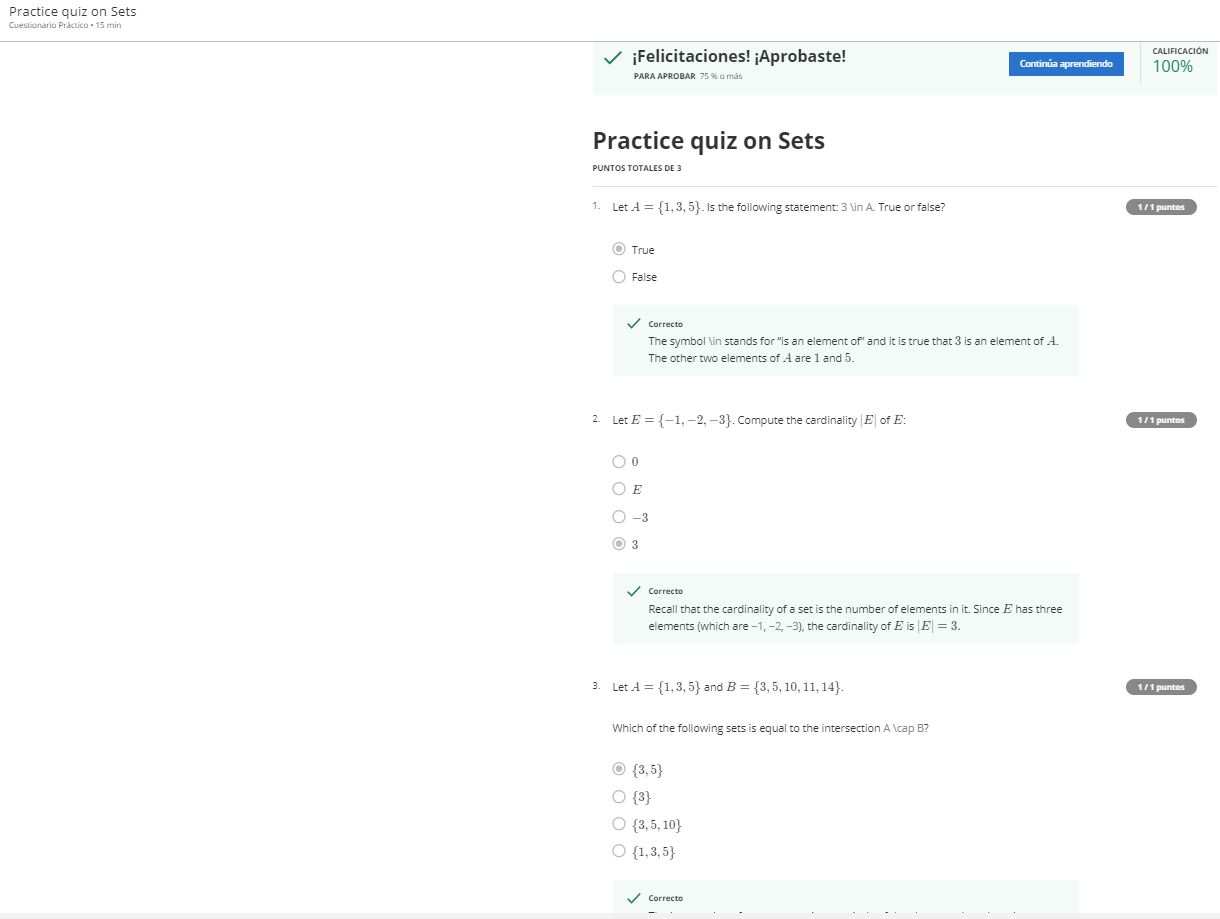 Practice quiz on Sets
Cuestionario Práctico • 15 min
¡Felicitaciones! ¡Aprobaste!
PARA APROBAR 75 % o más
Continúa aprendiendo
CALIFICACIÓN
100%
Practice quiz on Sets
PUNTOS TOTALES DE 3
1. Let A = {1, 3, 5}. Is the following statement: 3 \in A. True or false?
1 / 1 puntos
True
False
Correcto
The symbol \in stands for “is an element of” and it is true that 3 is an element of A.
The other two elements of A are 1 and 5.
2. Let E = {−1, −2, −3}. Compute the cardinality |E| of E:
1 / 1 puntos
0
E
−3
3
Correcto
Recall that the cardinality of a set is the number of elements in it. Since E has three
elements (which are −1, −2, −3), the cardinality of E is |E| = 3.
3. Let A = {1, 3, 5} and B = {3, 5, 10, 11, 14}.
1 / 1 puntos
Which of the following sets is equal to the intersection A \cap B?
{3, 5}
{3}
{3, 5, 10}
{1, 3, 5}
Correcto